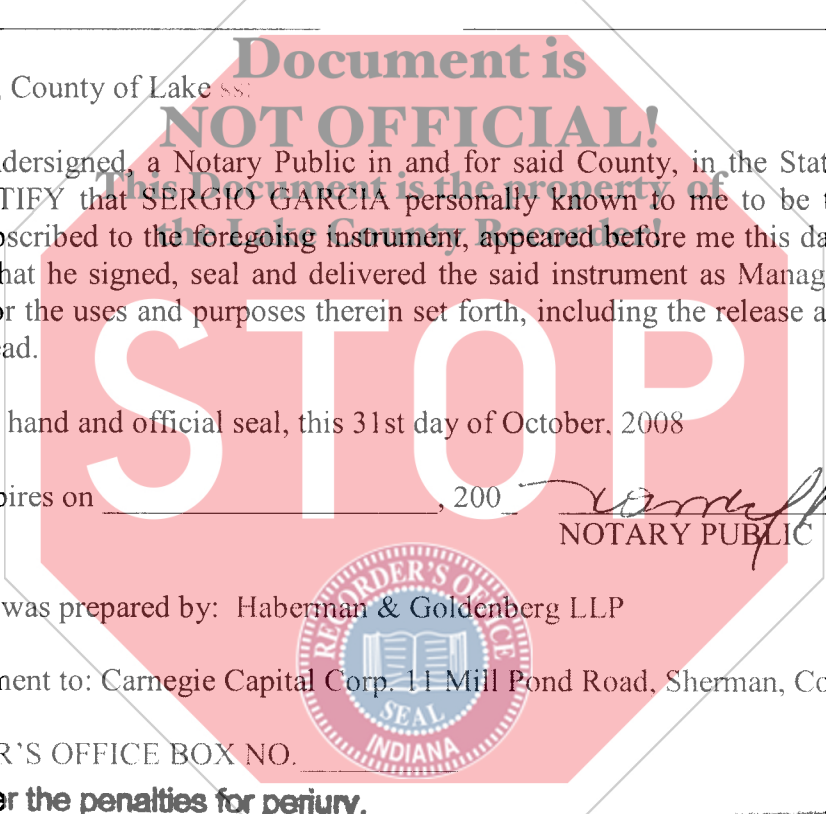 Document is
, County of Lake ss:
NOT OFFICIAL!
dersigned, a Notary Public in and for said County, in the Stat
This Document is the property of
TIFY that SERGIO GARCIA personally known to me to be t
the Lake County Recorder!
bscribed to the foregoing instrument, appeared before me this da
hat he signed, seal and delivered the said instrument as Manag
or the uses and purposes therein set forth, including the release a
ead.
STOP
hand and official seal, this 31st day of October, 2008
pires on ____________________, 200__
NOTARY PUBLIC
RECORDER'S OFFICE
was prepared by: Haberman & Goldenberg LLP
ment to: Carnegie Capital Corp. 11 Mill Pond Road, Sherman, Co
SEAL
INDIANA
R'S OFFICE BOX NO. __________
er the penalties for perjury,